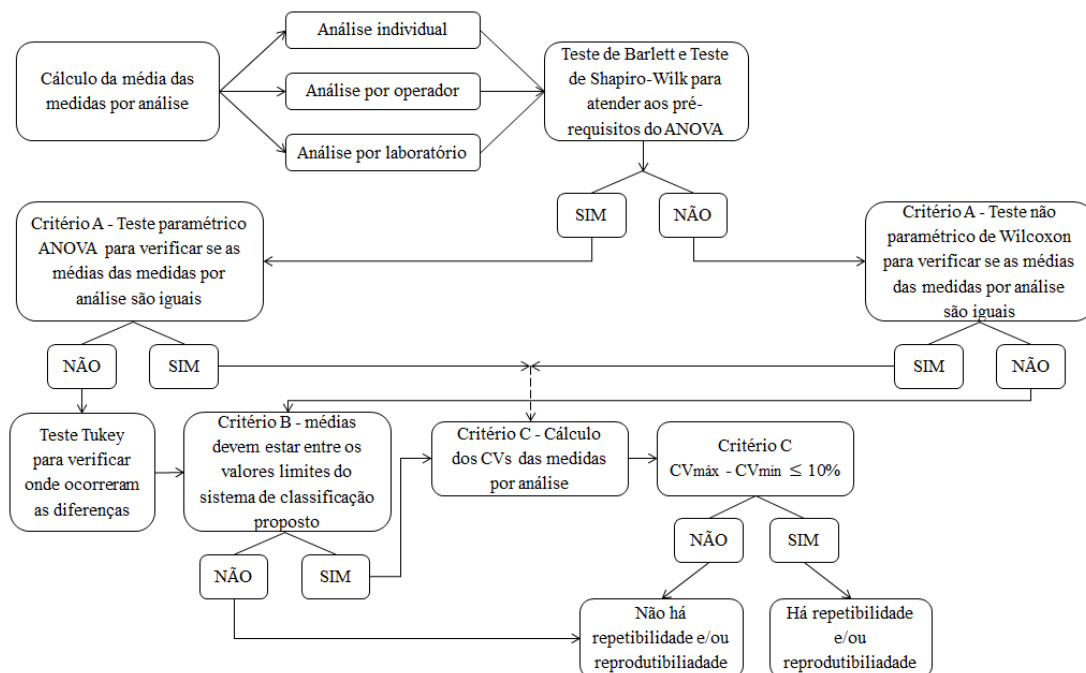 Cálculo da média das
medidas por análise
Análise individual
Análise por operador
Análise por laboratório
Teste de Barlett e Teste
de Shapiro-Wilk para
atender aos pré-
requisitos do ANOVA
SIM
NÃO
Critério A - Teste paramétrico
ANOVA para verificar se as
médias das medidas por
análise são iguais
Critério A - Teste não
paramétrico de Wilcoxon
para verificar se as médias
das medidas por análise
são iguais
NÃO
SIM
SIM
NÃO
Teste Tukey
para verificar
onde ocorreram
as diferenças
Critério B - médias
devem estar entre os
valores limites do
sistema de classificação
proposto
Critério C - Cálculo
dos CVs das medidas
por análise
Critério C
CVmáx - CVmin ≤ 10%
NÃO
SIM
NÃO
SIM
Não há
repetibilidade e/ou
reprodutibiliadade
Há repetibilidade
e/ou
reprodutibiliadade